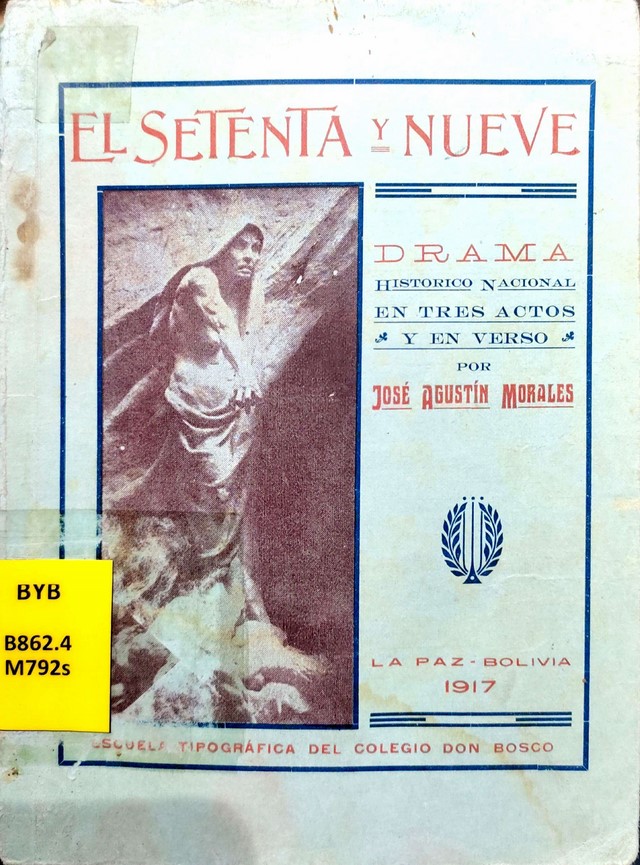 EL SETENTA Y NUEVE
DRAMA
HISTORICO NACIONAL
EN TRES ACTOS
Y EN VERSO
POR
JOSÉ AGUSTÍN MORALES
BYB
B862.4
M792s
LA PAZ - BOLIVIA
1917
ESCUELA TIPOGRÁFICA DEL COLEGIO DON BOSCO